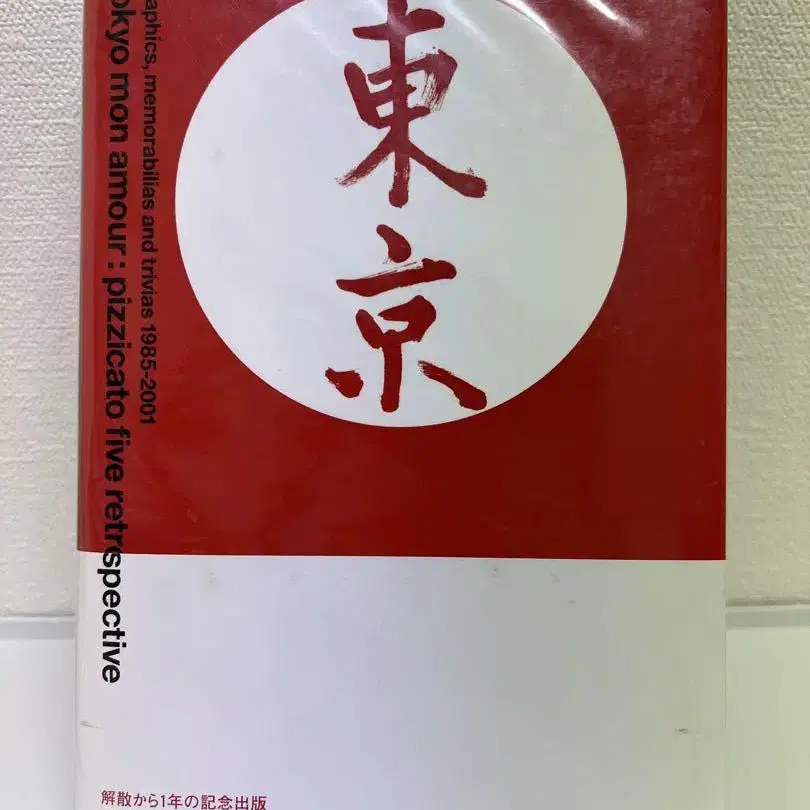 東京
aphics, memorabilias and trivias 1985-2001
okyo mon amour : pizzicato five retrospective
解散から1年の記念出版